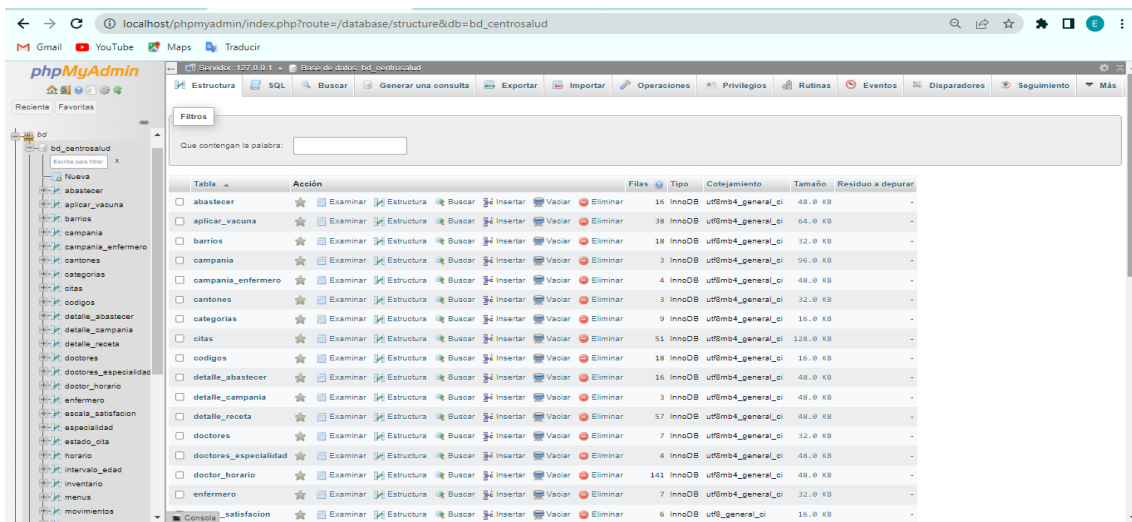 localhost/phpmyadmin/index.php?route=/database/structure&db=bd_centrosalud
E
Gmail YouTube Maps Traducir
phpMyAdmin
Reciente Favoritas
bd
bd_centrosalud
Escribe para filtrar X
Nueva
abastecer
aplicar_vacuna
barrios
campania
campania_enfermero
cantones
categorias
citas
codigos
detalle_abastecer
detalle_campania
detalle_receta
doctores
doctores_especialidad
doctor_horario
enfermero
escala_satisfacion
especialidad
estado_cita
horario
intervalo_edad
inventario
menus
movimientos
Servidor: 127.0.0.1 » Base de datos: bd_centrosalud
Estructura SQL Buscar Generar una consulta Exportar Importar Operaciones Privilegios Rutinas Eventos Disparadores Seguimiento Más
Filtros
Que contengan la palabra:
Tabla Acción Filas Tipo Cotejamiento Tamaño Residuo a depurar
abastecer Examinar Estructura Buscar Insertar Vaciar Eliminar 16 InnoDB utf8mb4_general_ci 48.0 KB -
aplicar_vacuna Examinar Estructura Buscar Insertar Vaciar Eliminar 38 InnoDB utf8mb4_general_ci 64.0 KB -
barrios Examinar Estructura Buscar Insertar Vaciar Eliminar 18 InnoDB utf8mb4_general_ci 32.0 KB -
campania Examinar Estructura Buscar Insertar Vaciar Eliminar 3 InnoDB utf8mb4_general_ci 96.0 KB -
campania_enfermero Examinar Estructura Buscar Insertar Vaciar Eliminar 4 InnoDB utf8mb4_general_ci 48.0 KB -
cantones Examinar Estructura Buscar Insertar Vaciar Eliminar 3 InnoDB utf8mb4_general_ci 32.0 KB -
categorias Examinar Estructura Buscar Insertar Vaciar Eliminar 9 InnoDB utf8mb4_general_ci 16.0 KB -
citas Examinar Estructura Buscar Insertar Vaciar Eliminar 51 InnoDB utf8mb4_general_ci 128.0 KB -
codigos Examinar Estructura Buscar Insertar Vaciar Eliminar 18 InnoDB utf8mb4_general_ci 16.0 KB -
detalle_abastecer Examinar Estructura Buscar Insertar Vaciar Eliminar 16 InnoDB utf8mb4_general_ci 48.0 KB -
detalle_campania Examinar Estructura Buscar Insertar Vaciar Eliminar 3 InnoDB utf8mb4_general_ci 48.0 KB -
detalle_receta Examinar Estructura Buscar Insertar Vaciar Eliminar 57 InnoDB utf8mb4_general_ci 48.0 KB -
doctores Examinar Estructura Buscar Insertar Vaciar Eliminar 7 InnoDB utf8mb4_general_ci 32.0 KB -
doctores_especialidad Examinar Estructura Buscar Insertar Vaciar Eliminar 4 InnoDB utf8mb4_general_ci 48.0 KB -
doctor_horario Examinar Estructura Buscar Insertar Vaciar Eliminar 141 InnoDB utf8mb4_general_ci 48.0 KB -
enfermero Examinar Estructura Buscar Insertar Vaciar Eliminar 7 InnoDB utf8mb4_general_ci 32.0 KB -
_satisfacion Examinar Estructura Buscar Insertar Vaciar Eliminar 6 InnoDB utf8_general_ci 16.0 KB -
Consola